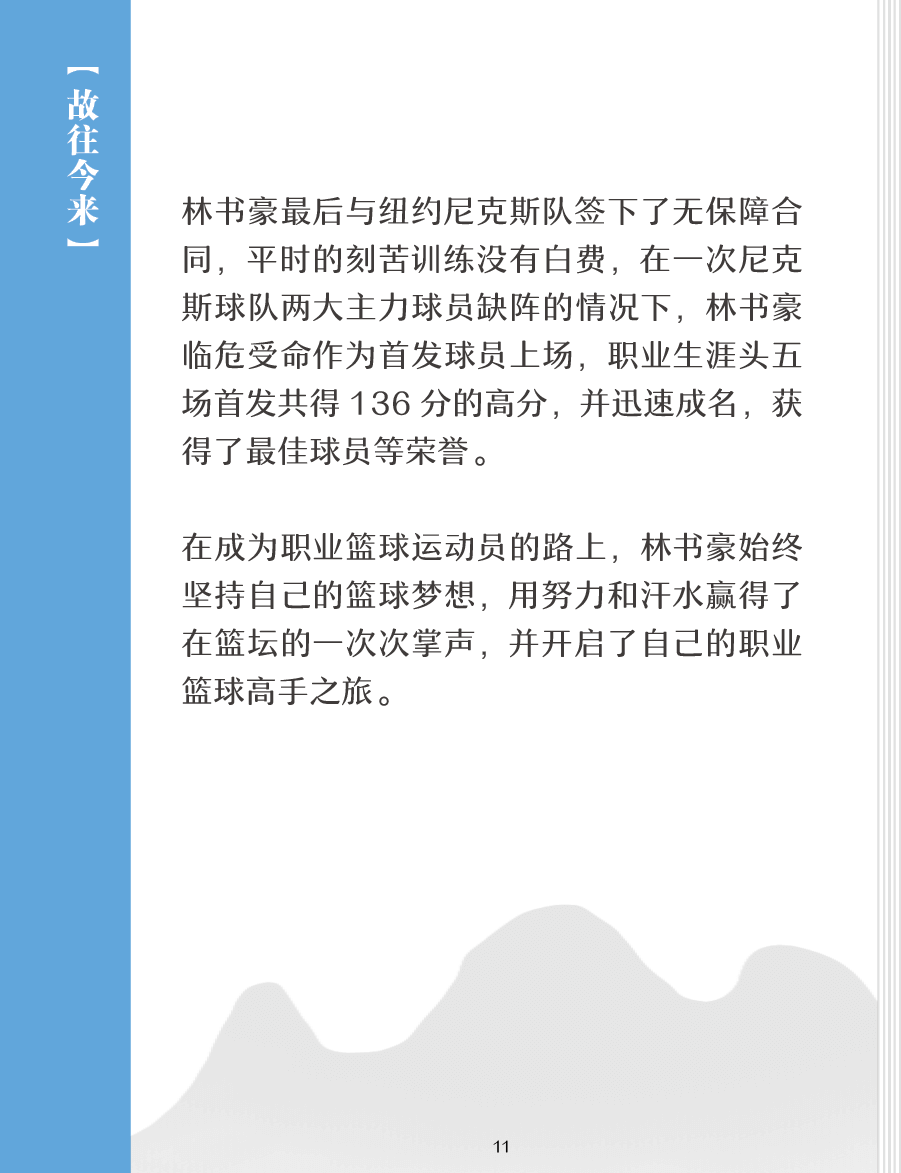 【故往今来】
林书豪最后与纽约尼克斯队签下了无保障合
同，平时的刻苦训练没有白费，在一次尼克
斯球队两大主力球员缺阵的情况下，林书豪
临危受命作为首发球员上场，职业生涯头五
场首发共得 136 分的高分，并迅速成名，获
得了最佳球员等荣誉。
在成为职业篮球运动员的路上，林书豪始终
坚持自己的篮球梦想，用努力和汗水赢得了
在篮坛的一次次掌声，并开启了自己的职业
篮球高手之旅。
11